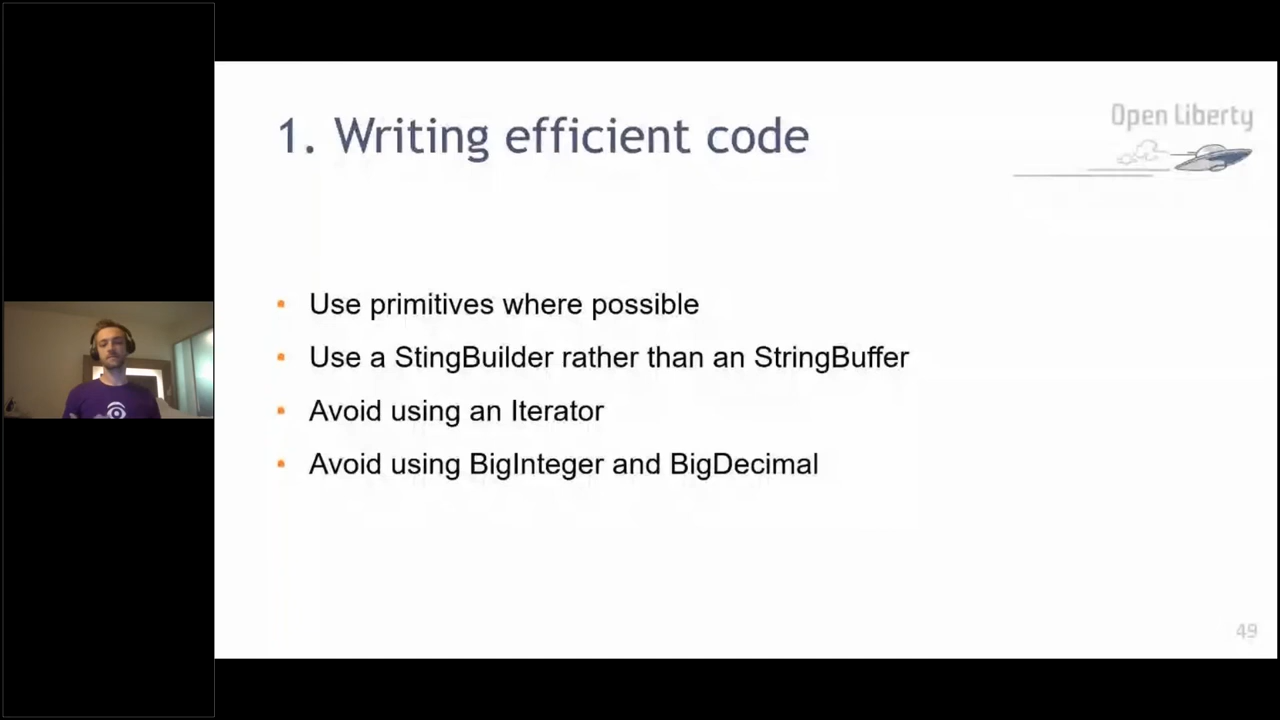 1. Writing efficient code
Open Liberty
• Use primitives where possible
• Use a StingBuilder rather than an StringBuffer
• Avoid using an Iterator
• Avoid using BigInteger and BigDecimal
49